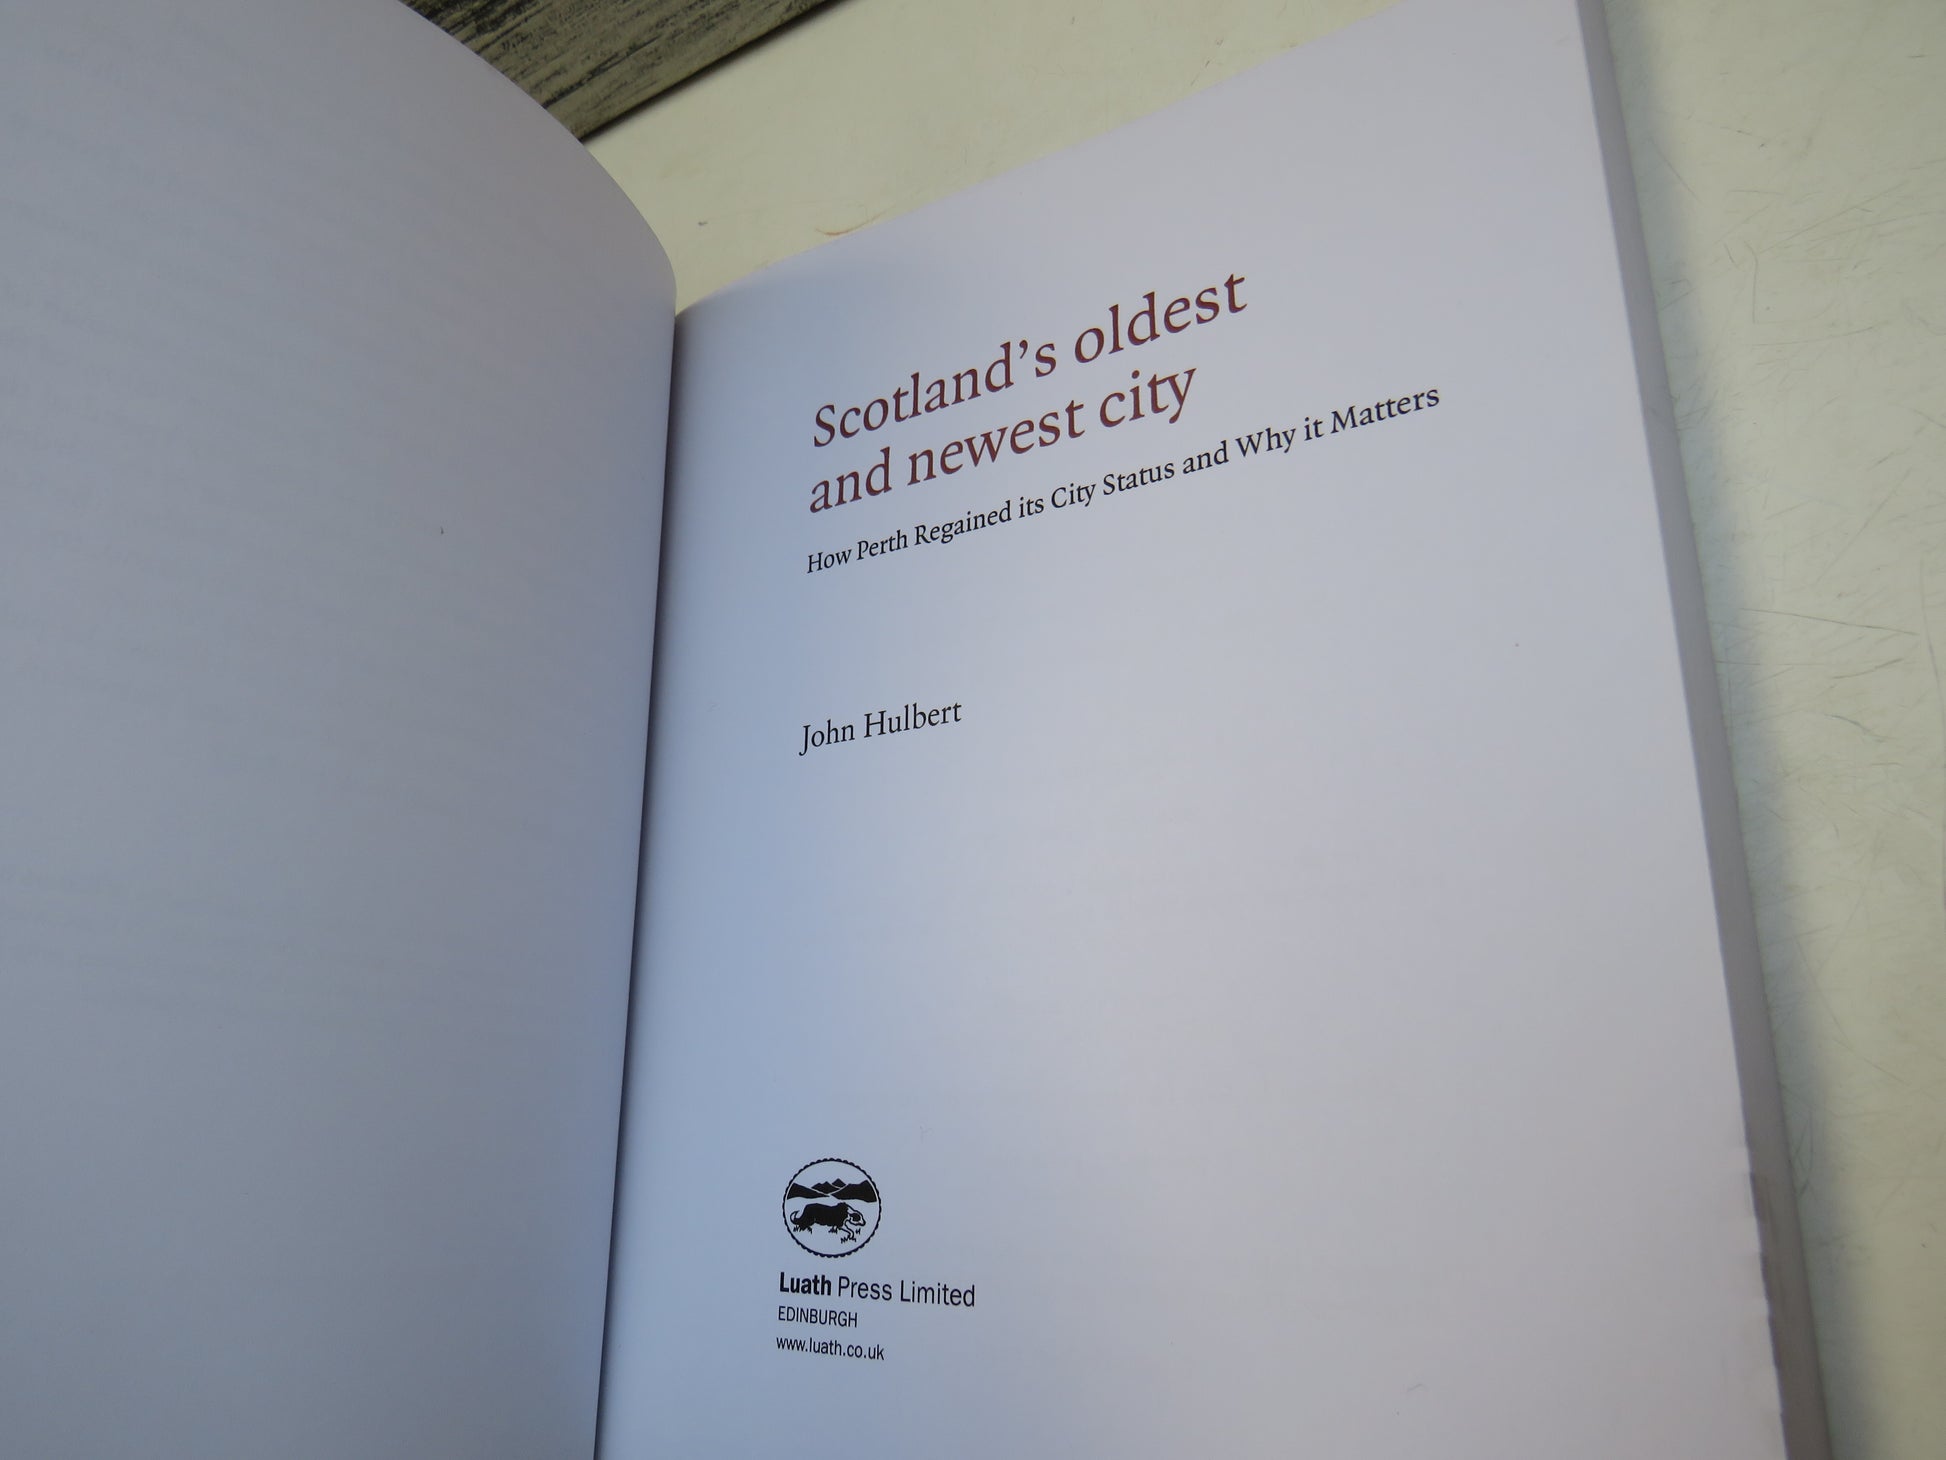 Scotland's oldest
and newest city
How Perth Regained its City Status and Why it Matters
John Hulbert
Luath Press Limited
EDINBURGH
www.luath.co.uk